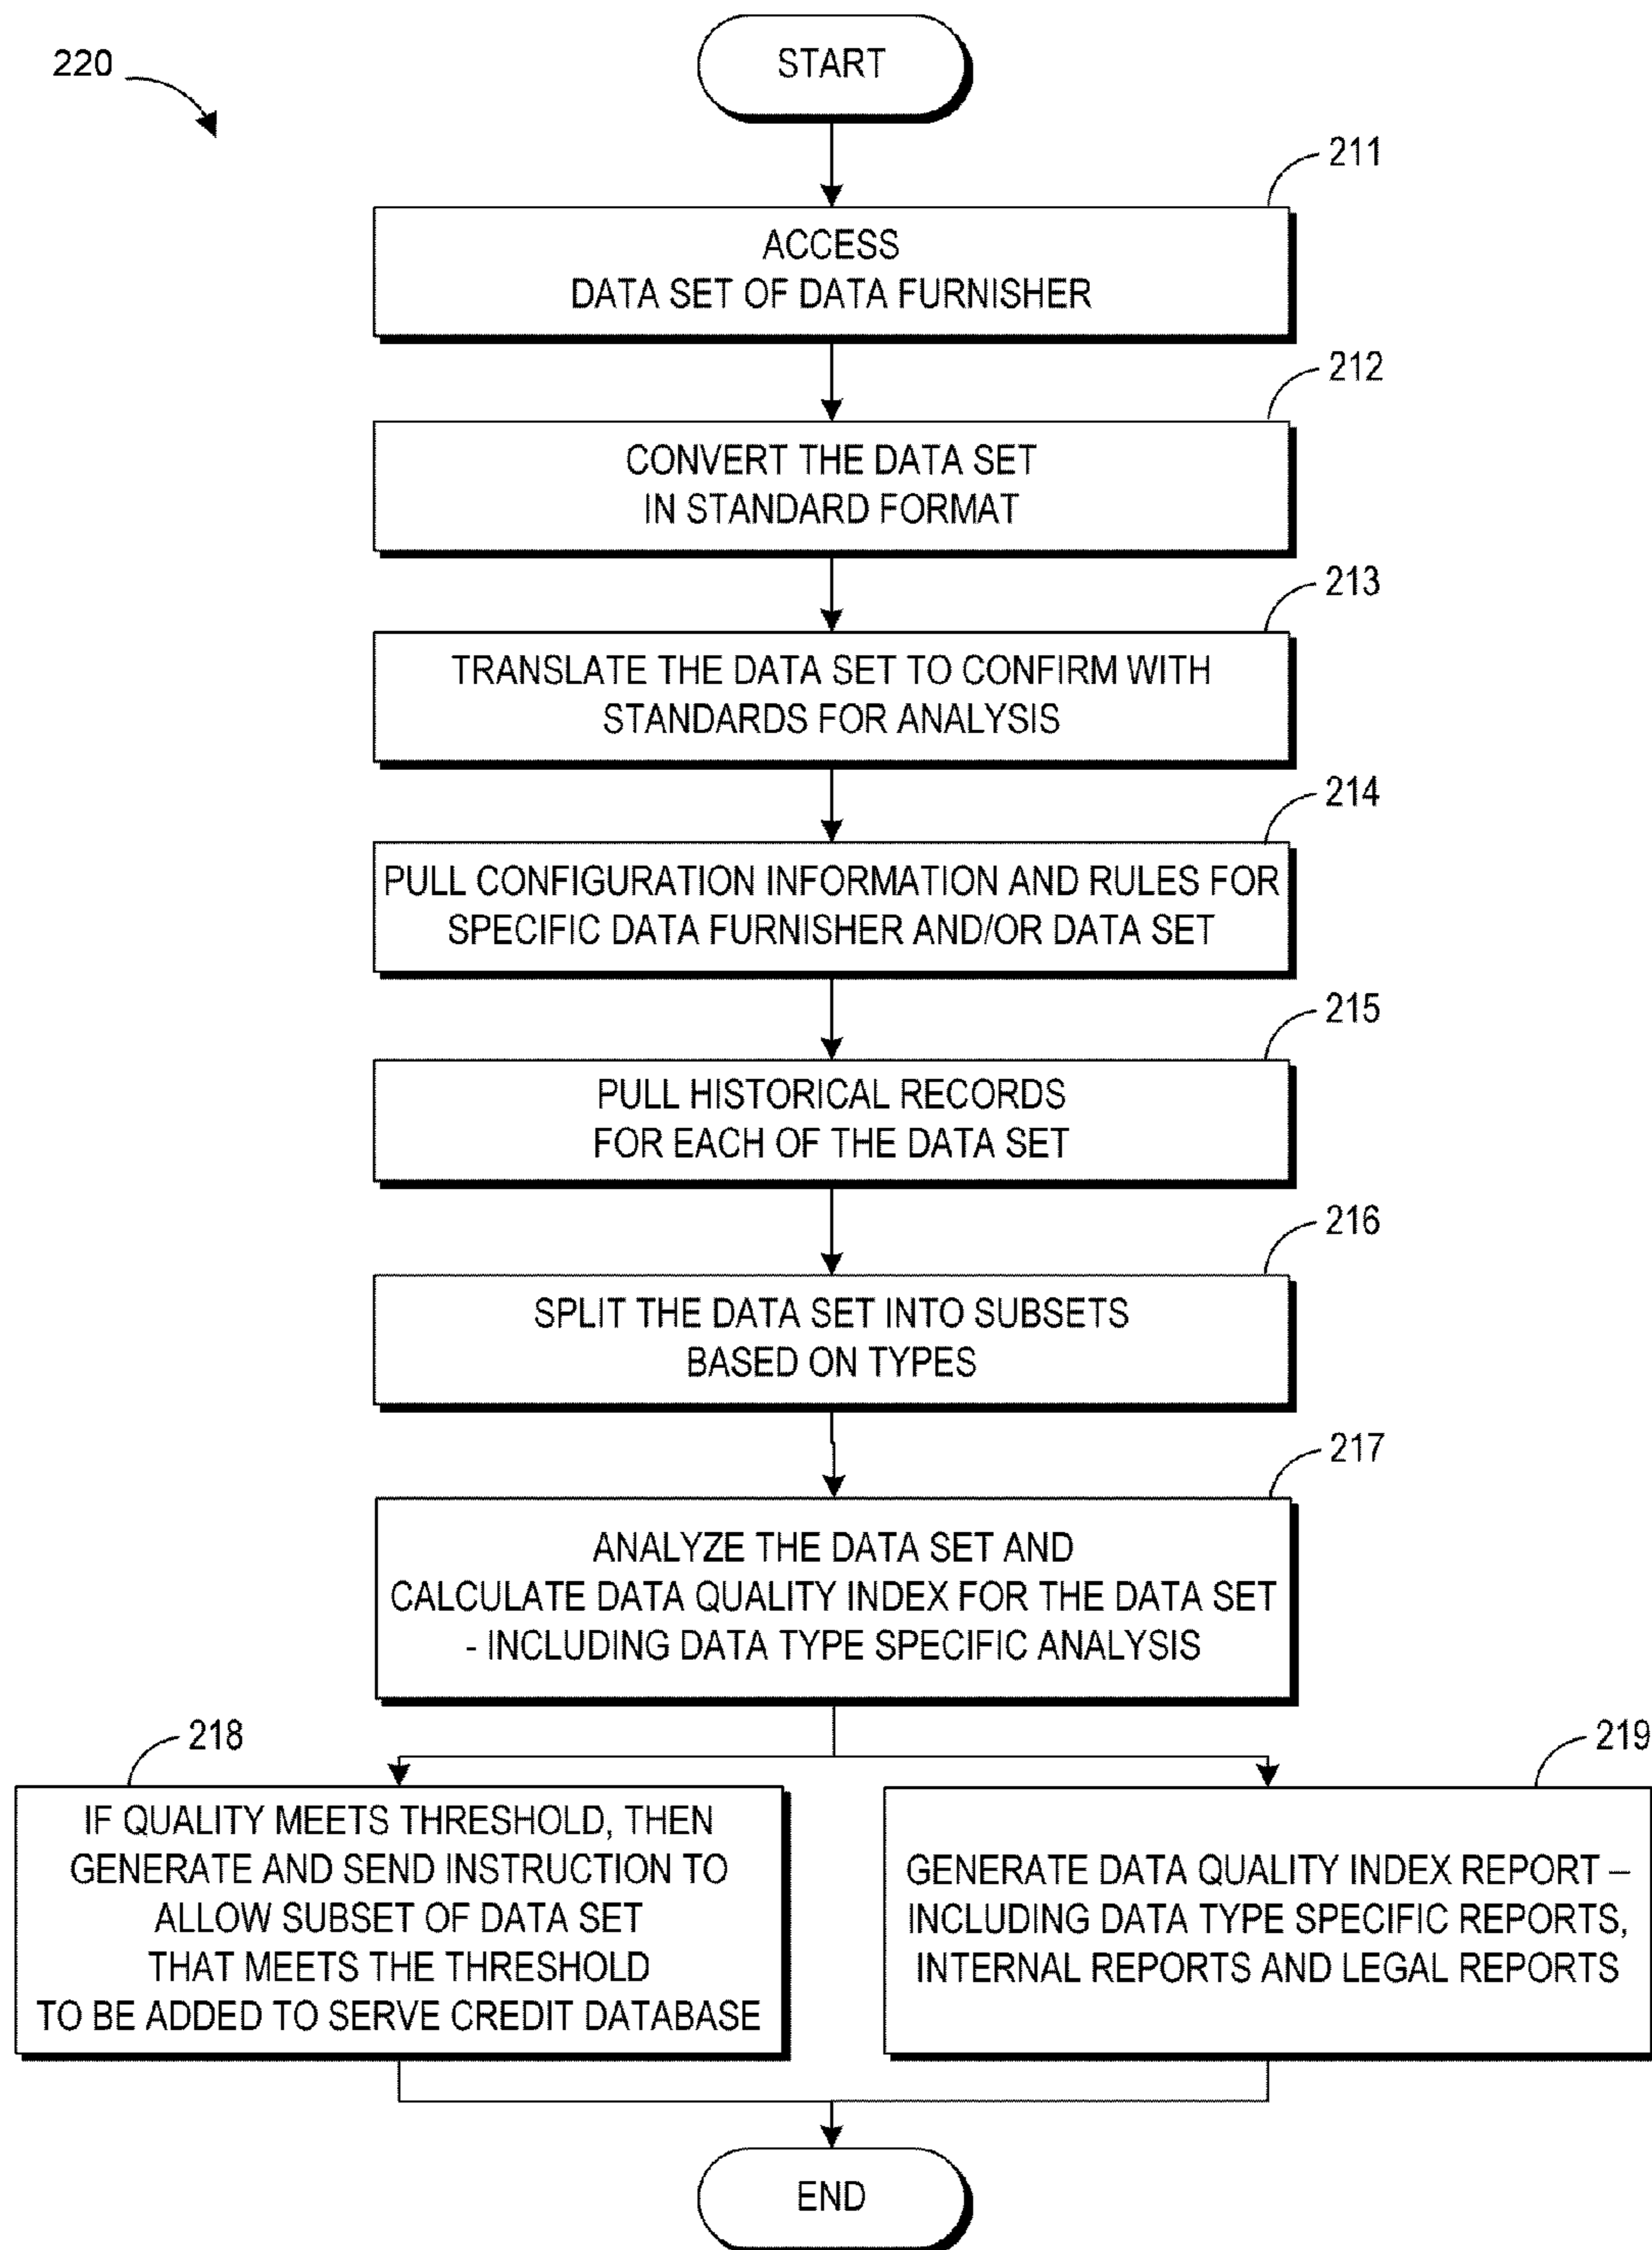 220
START
211
ACCESS
DATA SET OF DATA FURNISHER
212
CONVERT THE DATA SET
IN STANDARD FORMAT
213
TRANSLATE THE DATA SET TO CONFIRM WITH
STANDARDS FOR ANALYSIS
214
PULL CONFIGURATION INFORMATION AND RULES FOR
SPECIFIC DATA FURNISHER AND/OR DATA SET
215
PULL HISTORICAL RECORDS
FOR EACH OF THE DATA SET
216
SPLIT THE DATA SET INTO SUBSETS
BASED ON TYPES
217
ANALYZE THE DATA SET AND
CALCULATE DATA QUALITY INDEX FOR THE DATA SET
- INCLUDING DATA TYPE SPECIFIC ANALYSIS
218
IF QUALITY MEETS THRESHOLD, THEN
GENERATE AND SEND INSTRUCTION TO
ALLOW SUBSET OF DATA SET
THAT MEETS THE THRESHOLD
TO BE ADDED TO SERVE CREDIT DATABASE
219
GENERATE DATA QUALITY INDEX REPORT –
INCLUDING DATA TYPE SPECIFIC REPORTS,
INTERNAL REPORTS AND LEGAL REPORTS
END